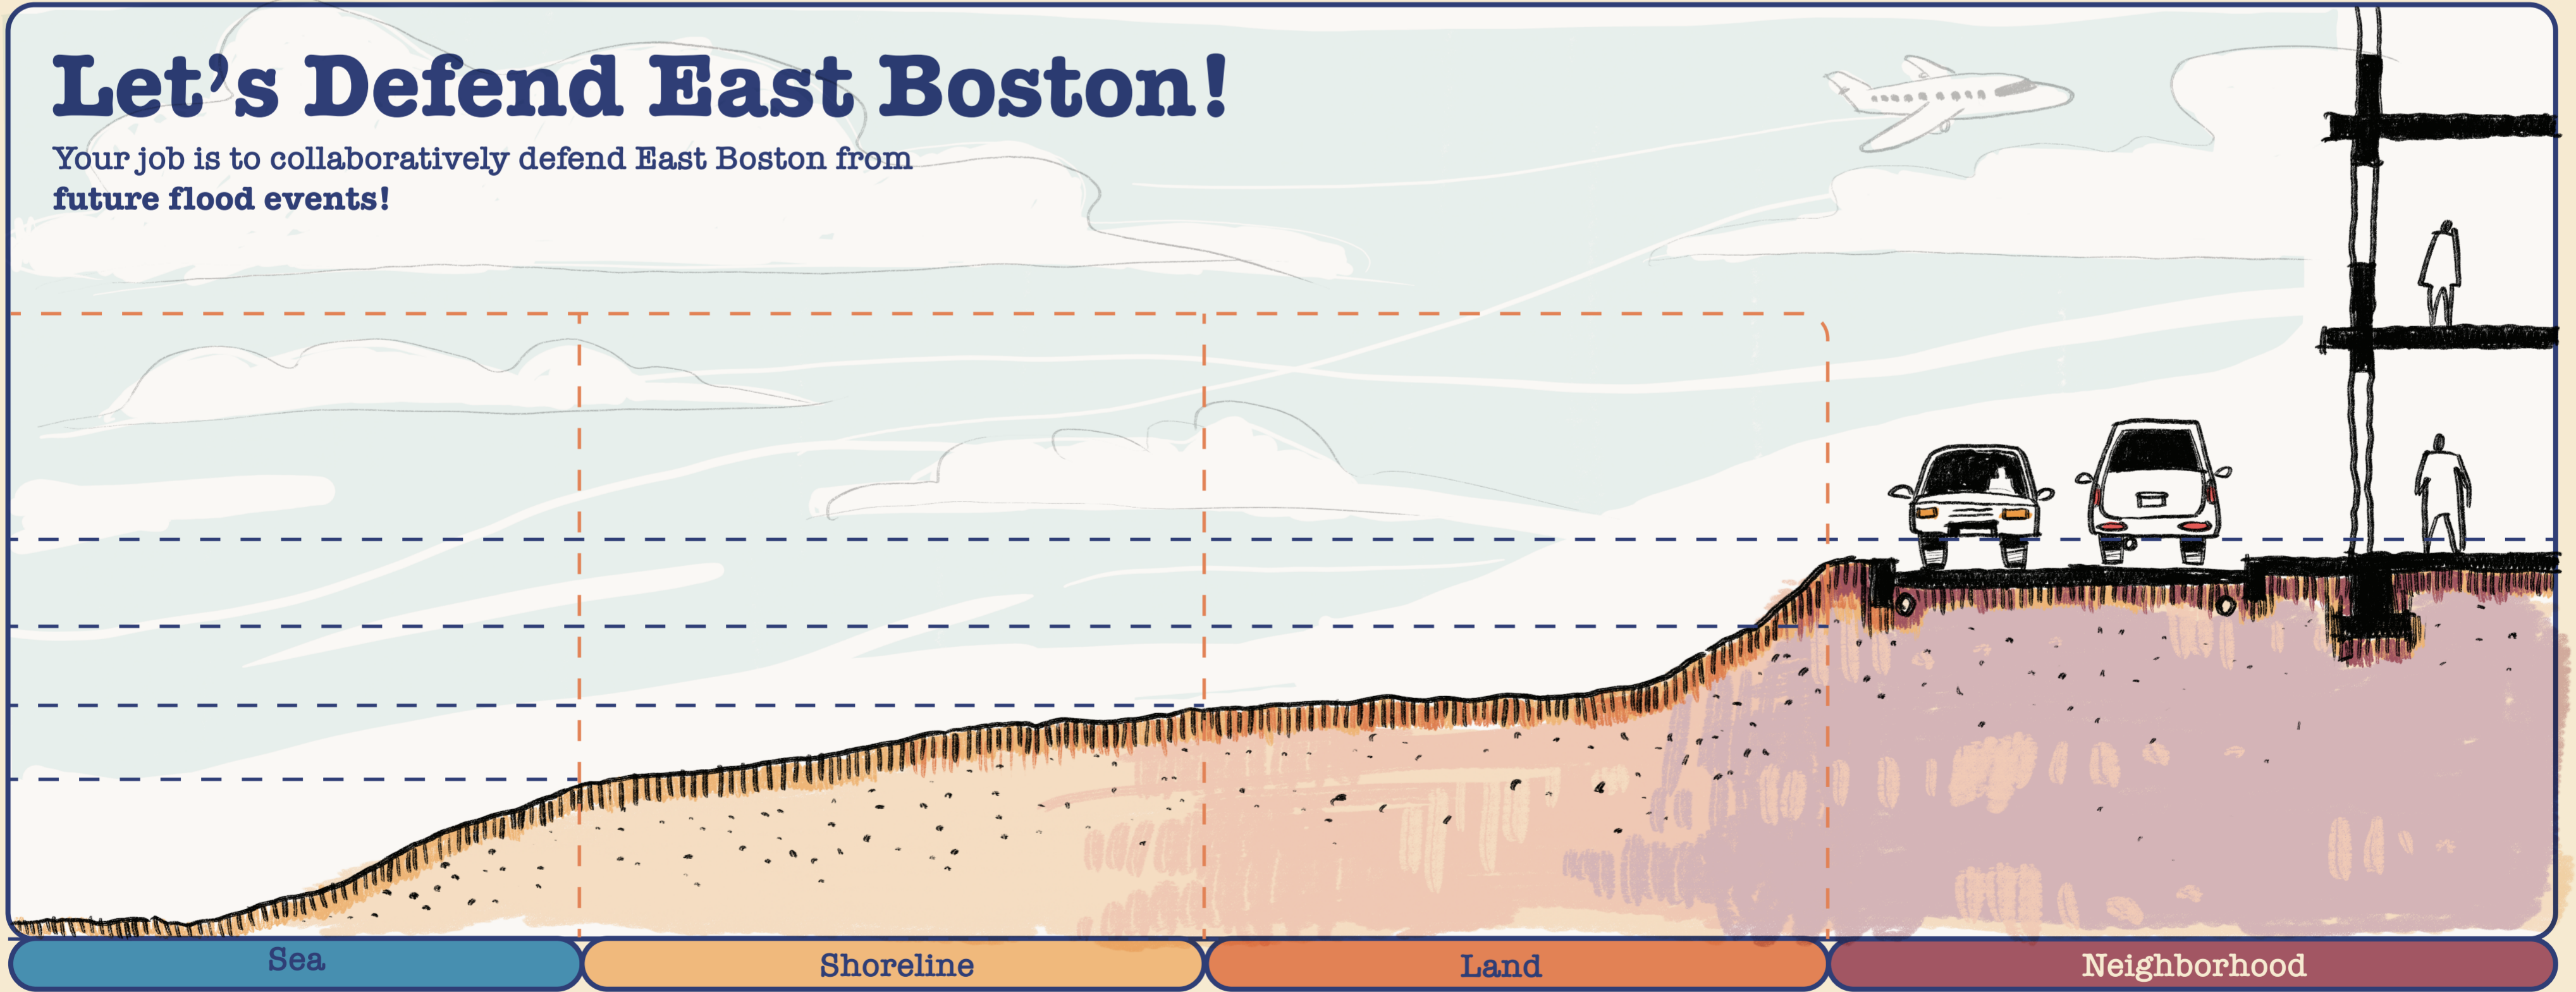 Let’s Defend East Boston!
Your job is to collaboratively defend East Boston from
future flood events!
Sea
Shoreline
Land
Neighborhood